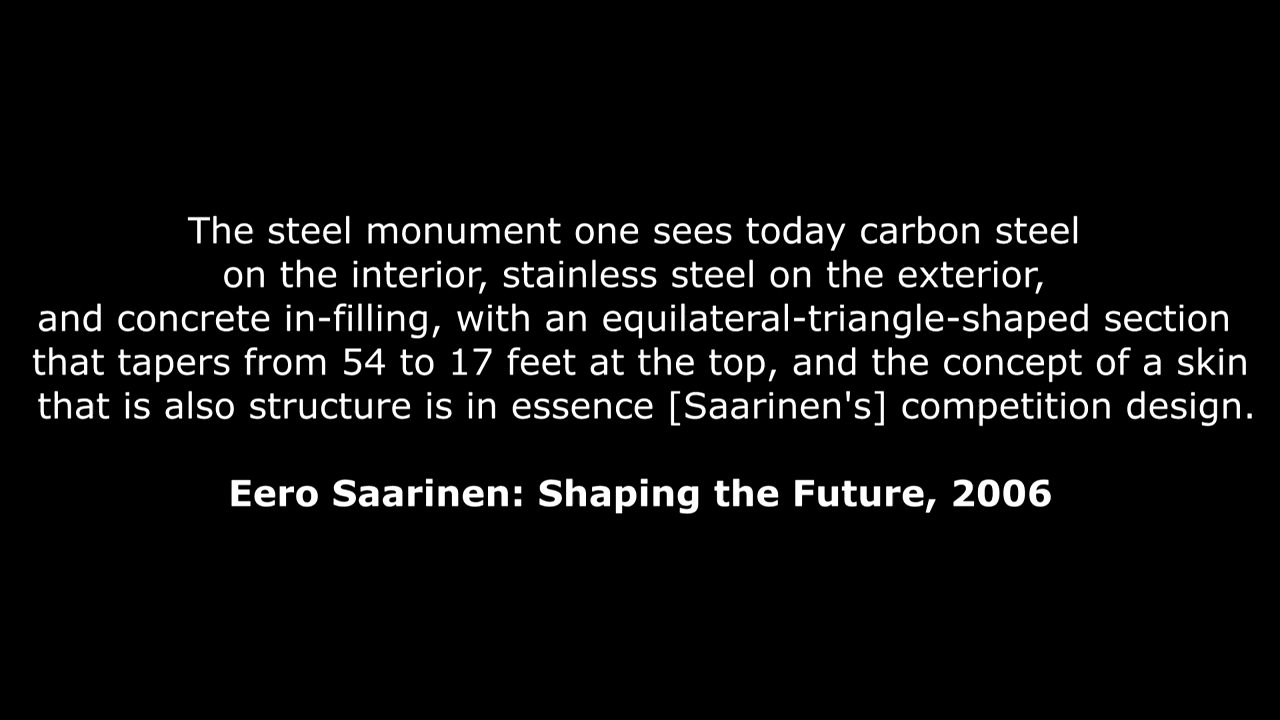 The steel monument one sees today carbon steel
on the interior, stainless steel on the exterior,
and concrete in-filling, with an equilateral-triangle-shaped section
that tapers from 54 to 17 feet at the top, and the concept of a skin
that is also structure is in essence [Saarinen's] competition design.
Eero Saarinen: Shaping the Future, 2006